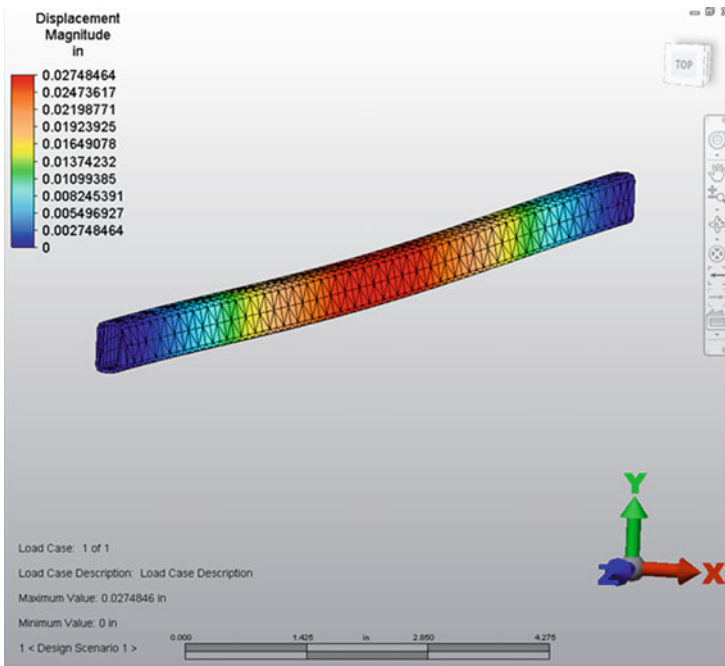 Displacement
Magnitude
in
0.02748464
0.02473617
0.02198771
0.01923925
0.01649078
0.01374232
0.01099385
0.008245391
0.005496927
0.002748464
0
TOP
Y
Z
X
Load Case: 1 of 1
Load Case Description: Load Case Description
Maximum Value: 0.0274846 in
Minimum Value: 0 in
1 < Design Scenario 1 >
0.000 1.425 in 2.850 4.275